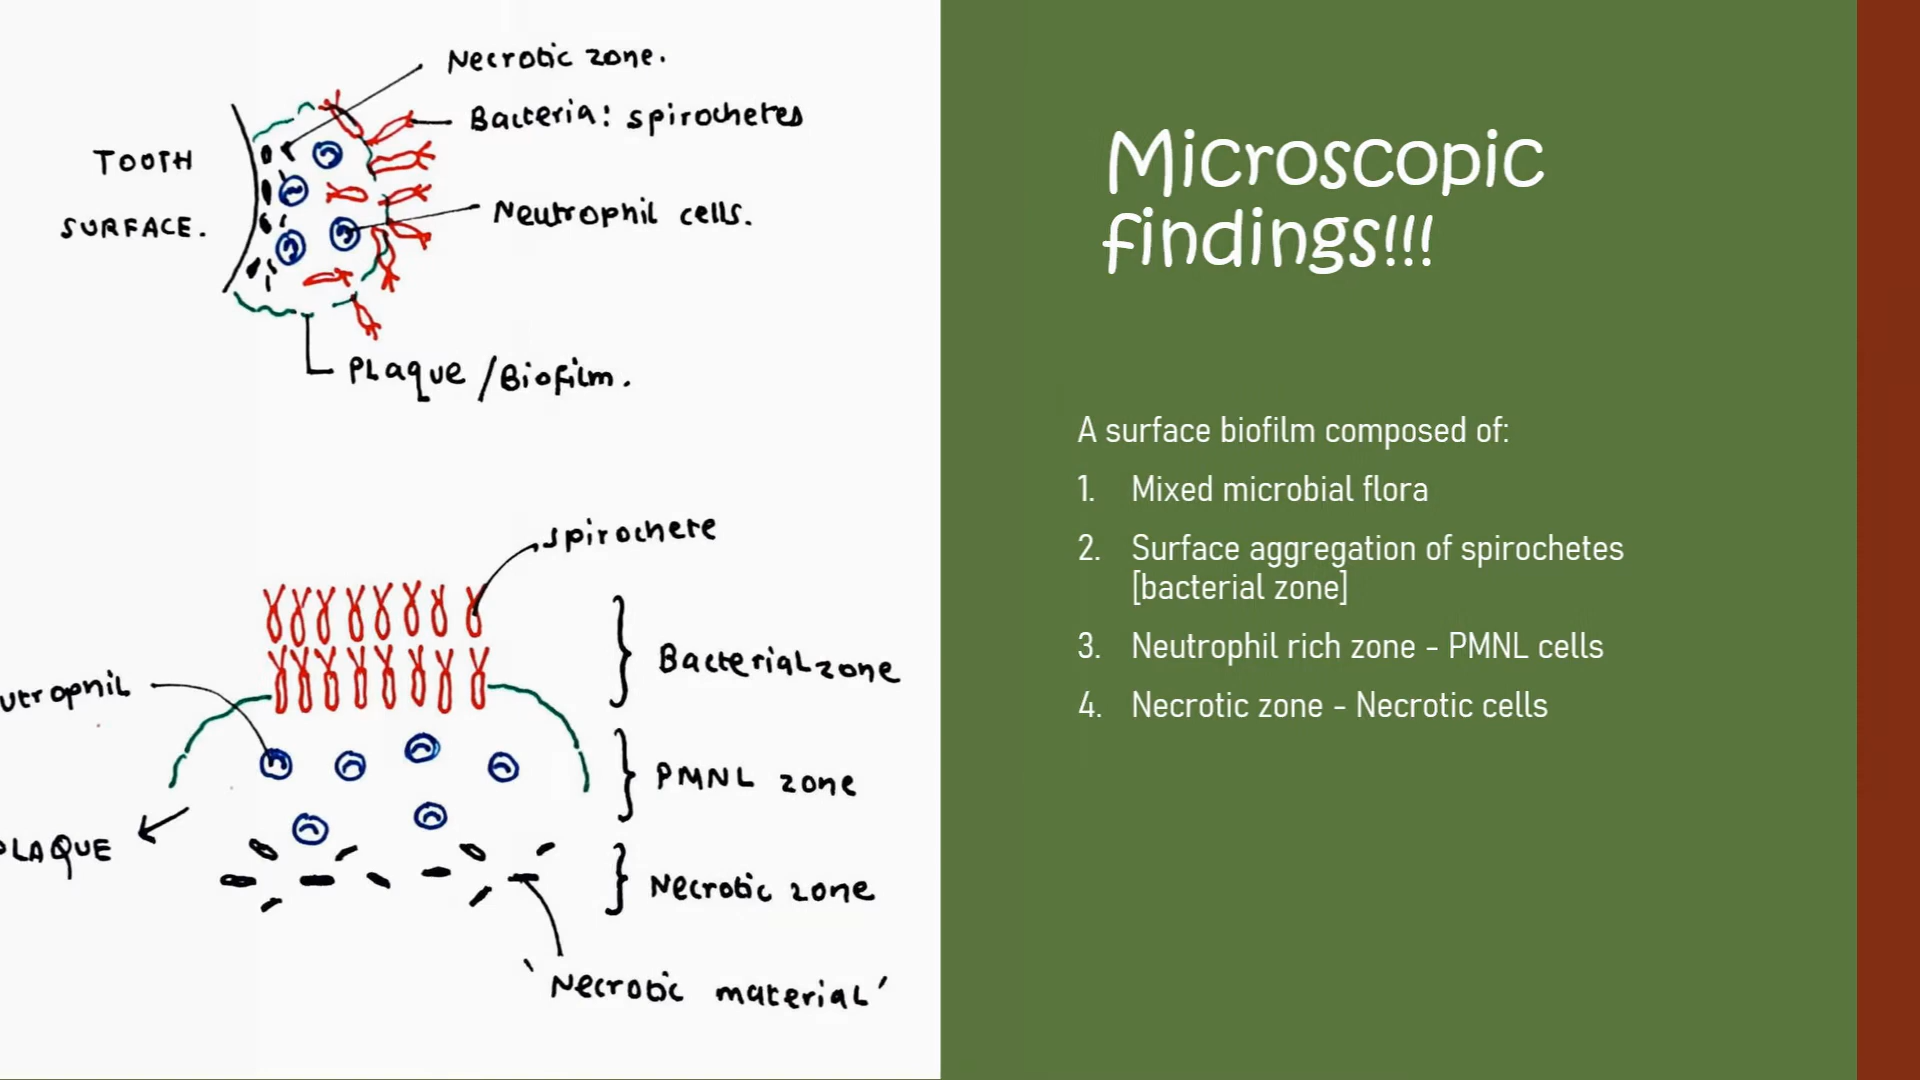 Necrotic zone.
Bacteria: spirochetes
TOOTH
SURFACE.
Neutrophil cells.
Plaque / Biofilm.
spirochete
Bacterial zone
utrophil
PMNL zone
PLAQUE
Necrotic zone
'Necrotic material'
Microscopic
findings!!!
A surface biofilm composed of:
1. Mixed microbial flora
2. Surface aggregation of spirochetes
[bacterial zone]
3. Neutrophil rich zone - PMNL cells
4. Necrotic zone - Necrotic cells